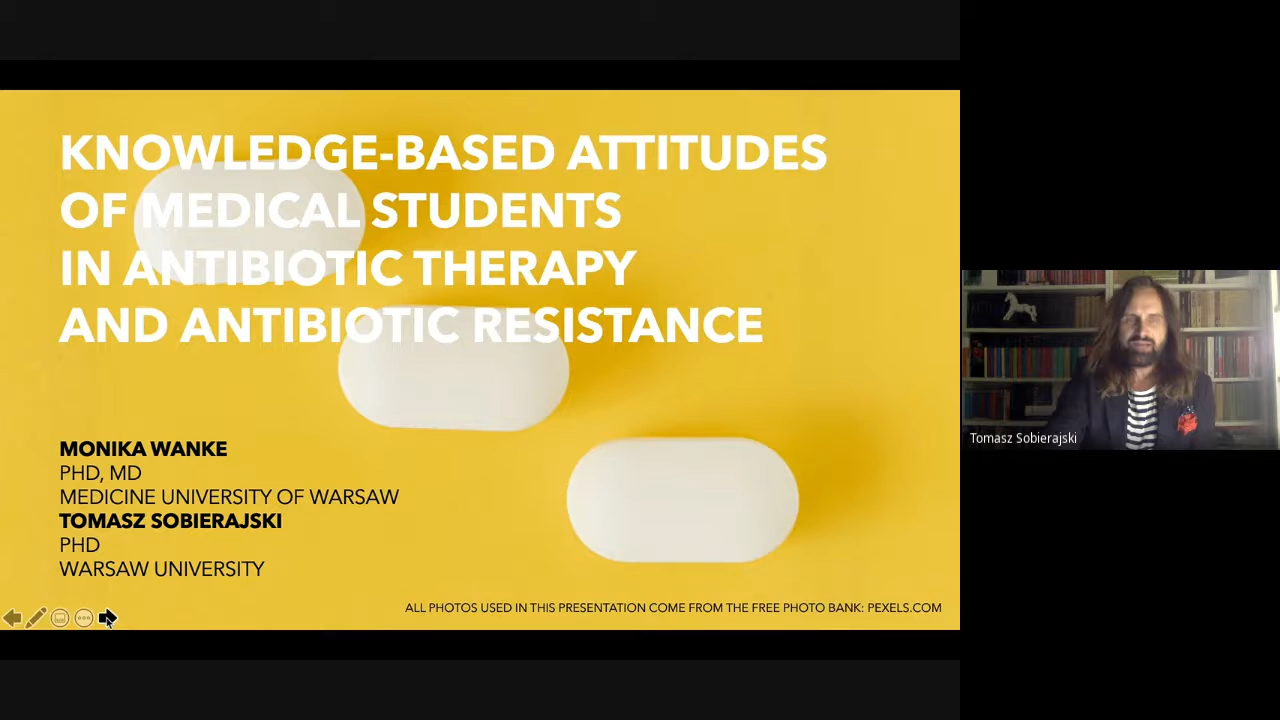 KNOWLEDGE-BASED ATTITUDES
OF MEDICAL STUDENTS
IN ANTIBIOTIC THERAPY
AND ANTIBIOTIC RESISTANCE
MONIKA WANKE
PHD, MD
MEDICINE UNIVERSITY OF WARSAW
TOMASZ SOBIERAJSKI
PHD
WARSAW UNIVERSITY
ALL PHOTOS USED IN THIS PRESENTATION COME FROM THE FREE PHOTO BANK: PEXELS.COM
Tomasz Sobierajski